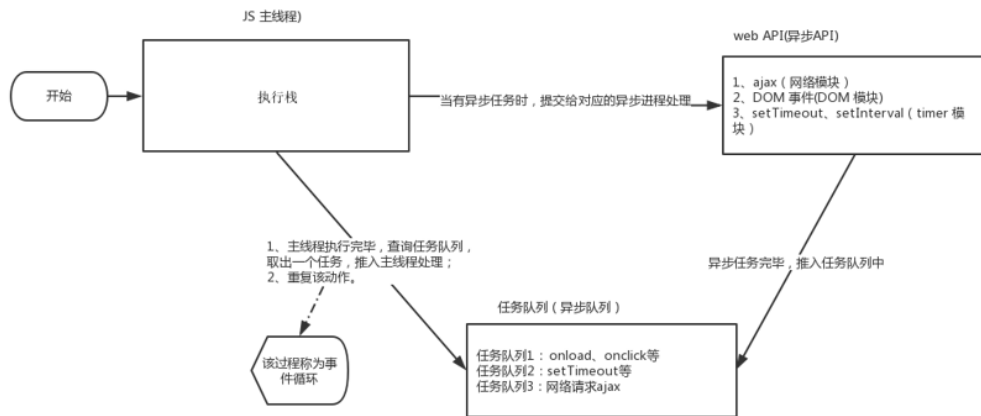 JS 主线程)
web API(异步API)
开始
执行栈
当有异步任务时，提交给对应的异步进程处理
1、ajax（网络模块）
2、DOM 事件(DOM 模块)
3、setTimeout、setInterval（timer 模
块）
1、主线程执行完毕，查询任务队列，
取出一个任务，推入主线程处理；
2、重复该动作。
异步任务完毕，推入任务队列中
任务队列（异步队列）
该过程称为事
件循环
任务队列1：onload、onclick等
任务队列2：setTimeout等
任务队列3：网络请求ajax